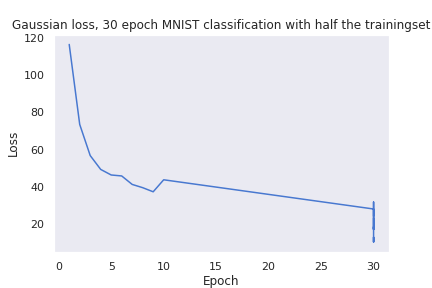 Gaussian loss, 30 epoch MNIST classification with half the trainingset
120
100
80
60
40
20
Loss
0 5 10 15 20 25 30
Epoch